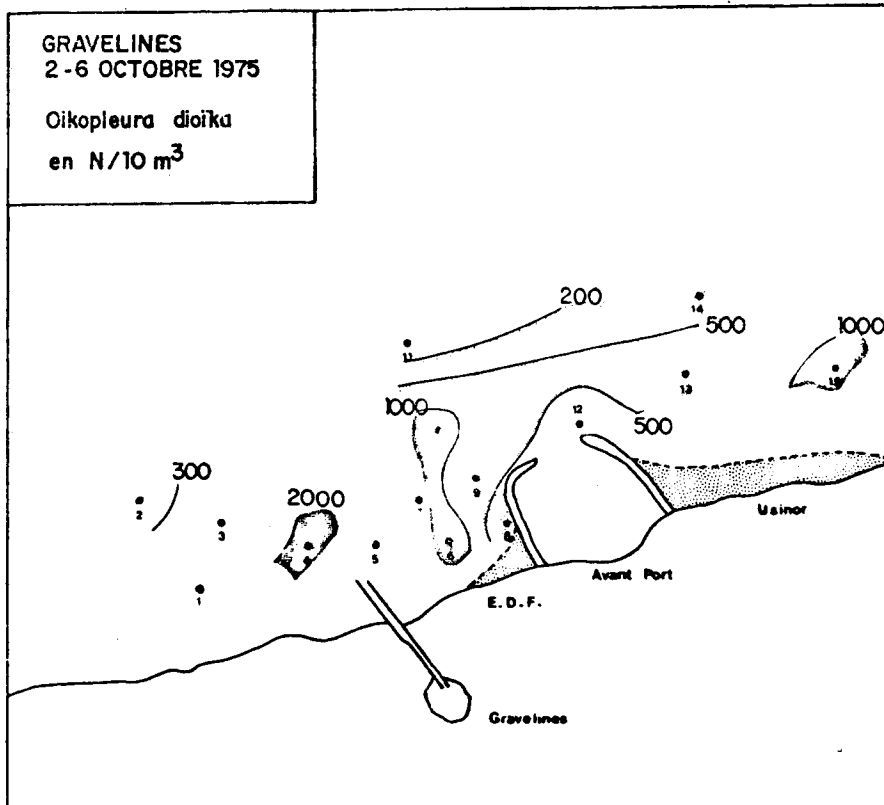 GRAVELINES
2-6 OCTOBRE 1975
Oikopleura dioïka
en N/10 m³
200
14
500
1000
11
13
1000
12
500
300
9
2000
2
3
5
1
Usinor
Avant Port
E.D.F.
Gravelines